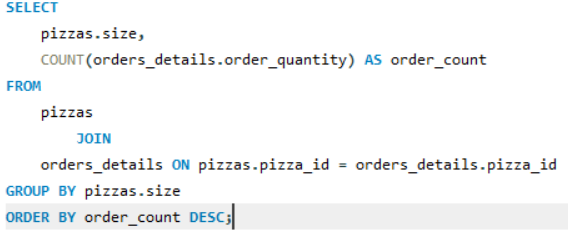 SELECT
pizzas.size,
COUNT(orders_details.order_quantity) AS order_count
FROM
pizzas
JOIN
orders_details ON pizzas.pizza_id = orders_details.pizza_id
GROUP BY pizzas.size
ORDER BY order_count DESC;